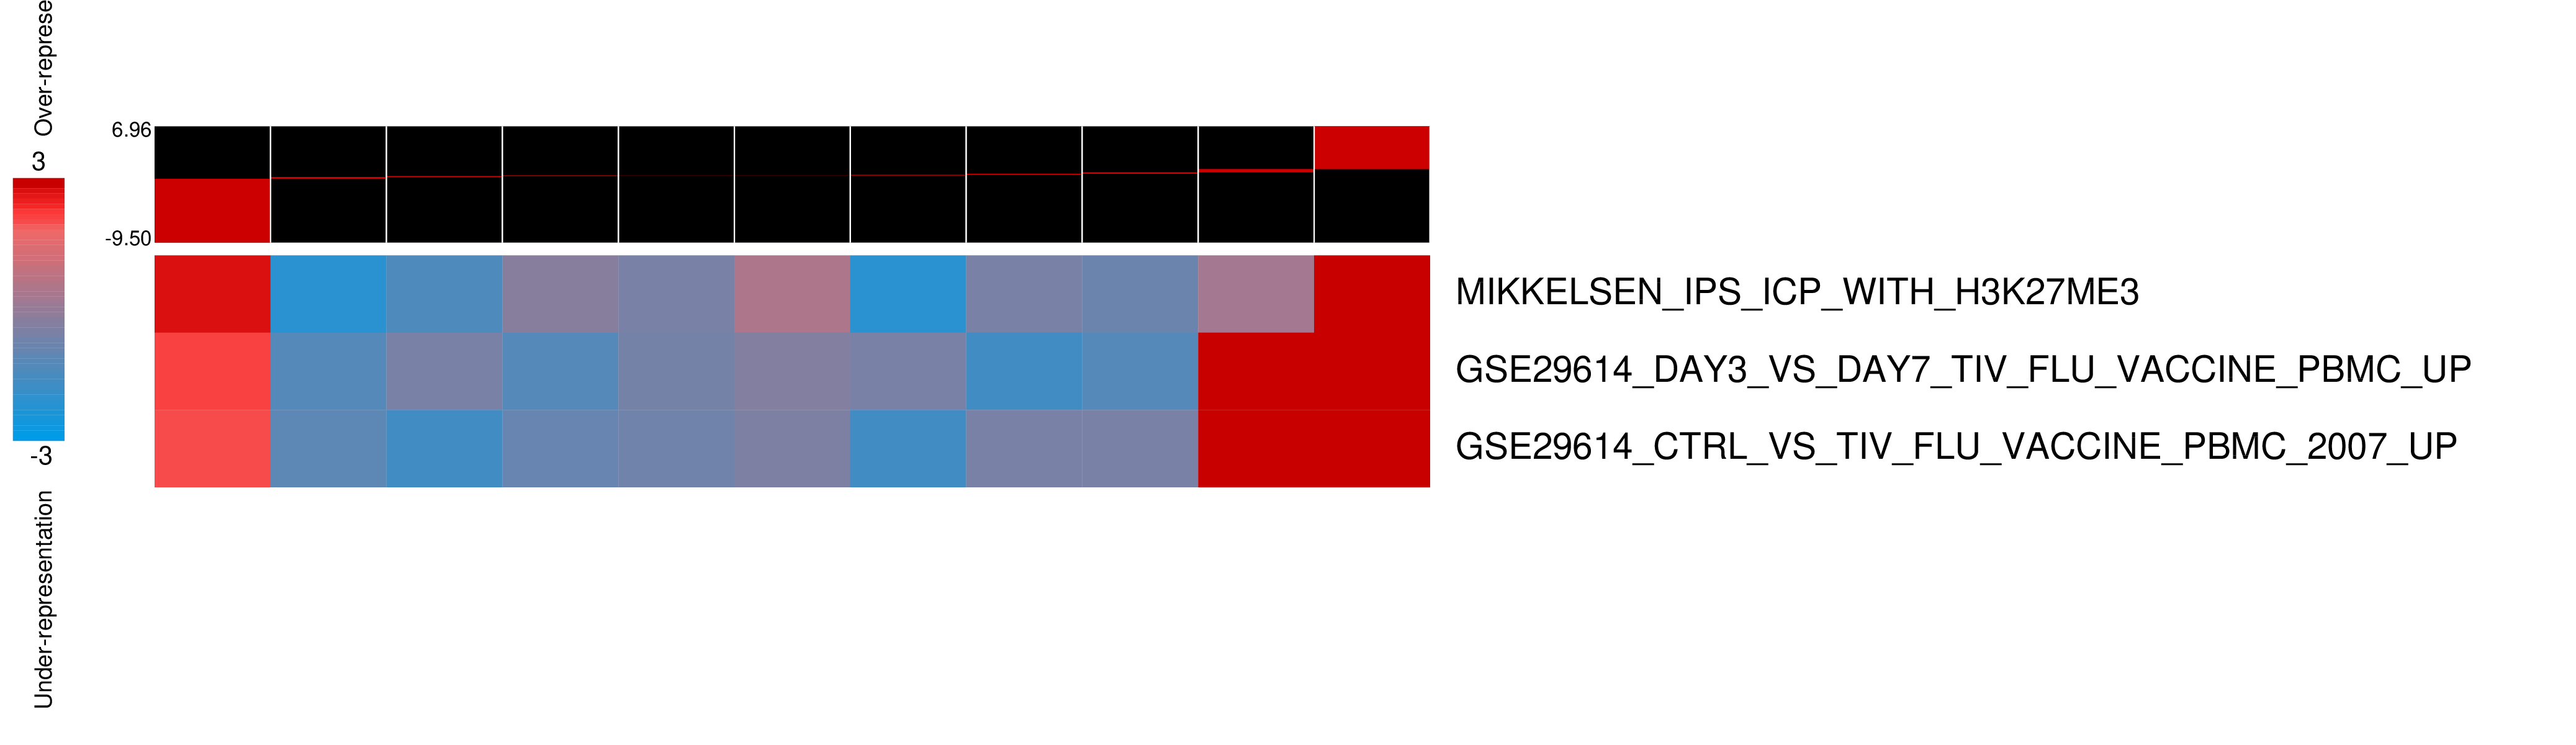 Over-represe
6.96
3
-9.50
MIKKELSEN_IPS_ICP_WITH_H3K27ME3
GSE29614_DAY3_VS_DAY7_TIV_FLU_VACCINE_PBMC_UP
GSE29614_CTRL_VS_TIV_FLU_VACCINE_PBMC_2007_UP
-3
Under-representation